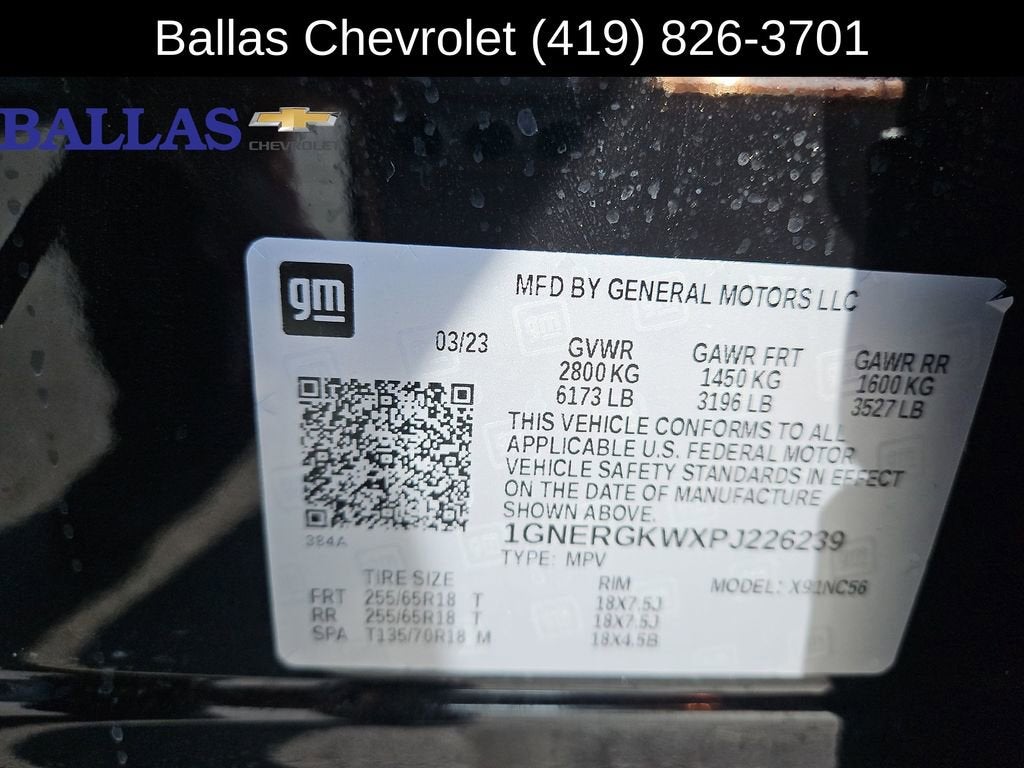 Ballas Chevrolet (419) 826-3701
BALLAS
CHEVROLET
gm
MFD BY GENERAL MOTORS LLC
03/23
GVWR GAWR FRT GAWR RR
2800 KG 1450 KG 1600 KG
6173 LB 3196 LB 3527 LB
THIS VEHICLE CONFORMS TO ALL
APPLICABLE U.S. FEDERAL MOTOR
VEHICLE SAFETY STANDARDS IN EFFECT
ON THE DATE OF MANUFACTURE
SHOWN ABOVE.
384A
1GNERGKWXPJ226239
TYPE: MPV
TIRE SIZE RIM MODEL: X91NC56
FRT 255/65R18 T 18X7.5J
RR 255/65R18 T 18X7.5J
SPA T135/70R18 M 18X4.5B